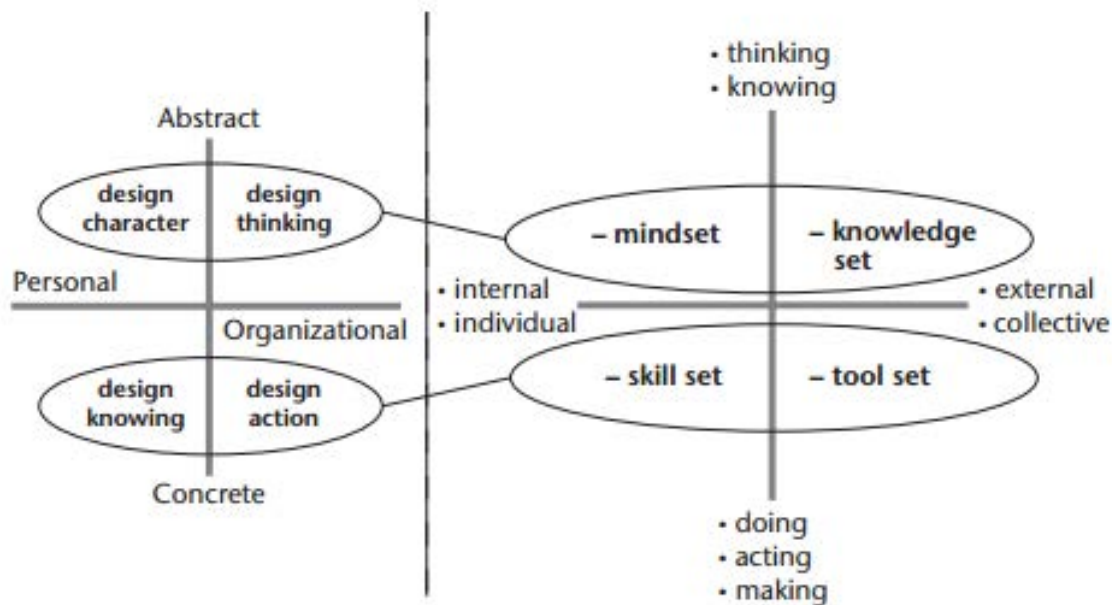 Abstract
design
character
design
thinking
Personal
Organizational
design
knowing
design
action
Concrete
• thinking
• knowing
– mindset
– knowledge
set
• internal
• individual
• external
• collective
– skill set
– tool set
• doing
• acting
• making